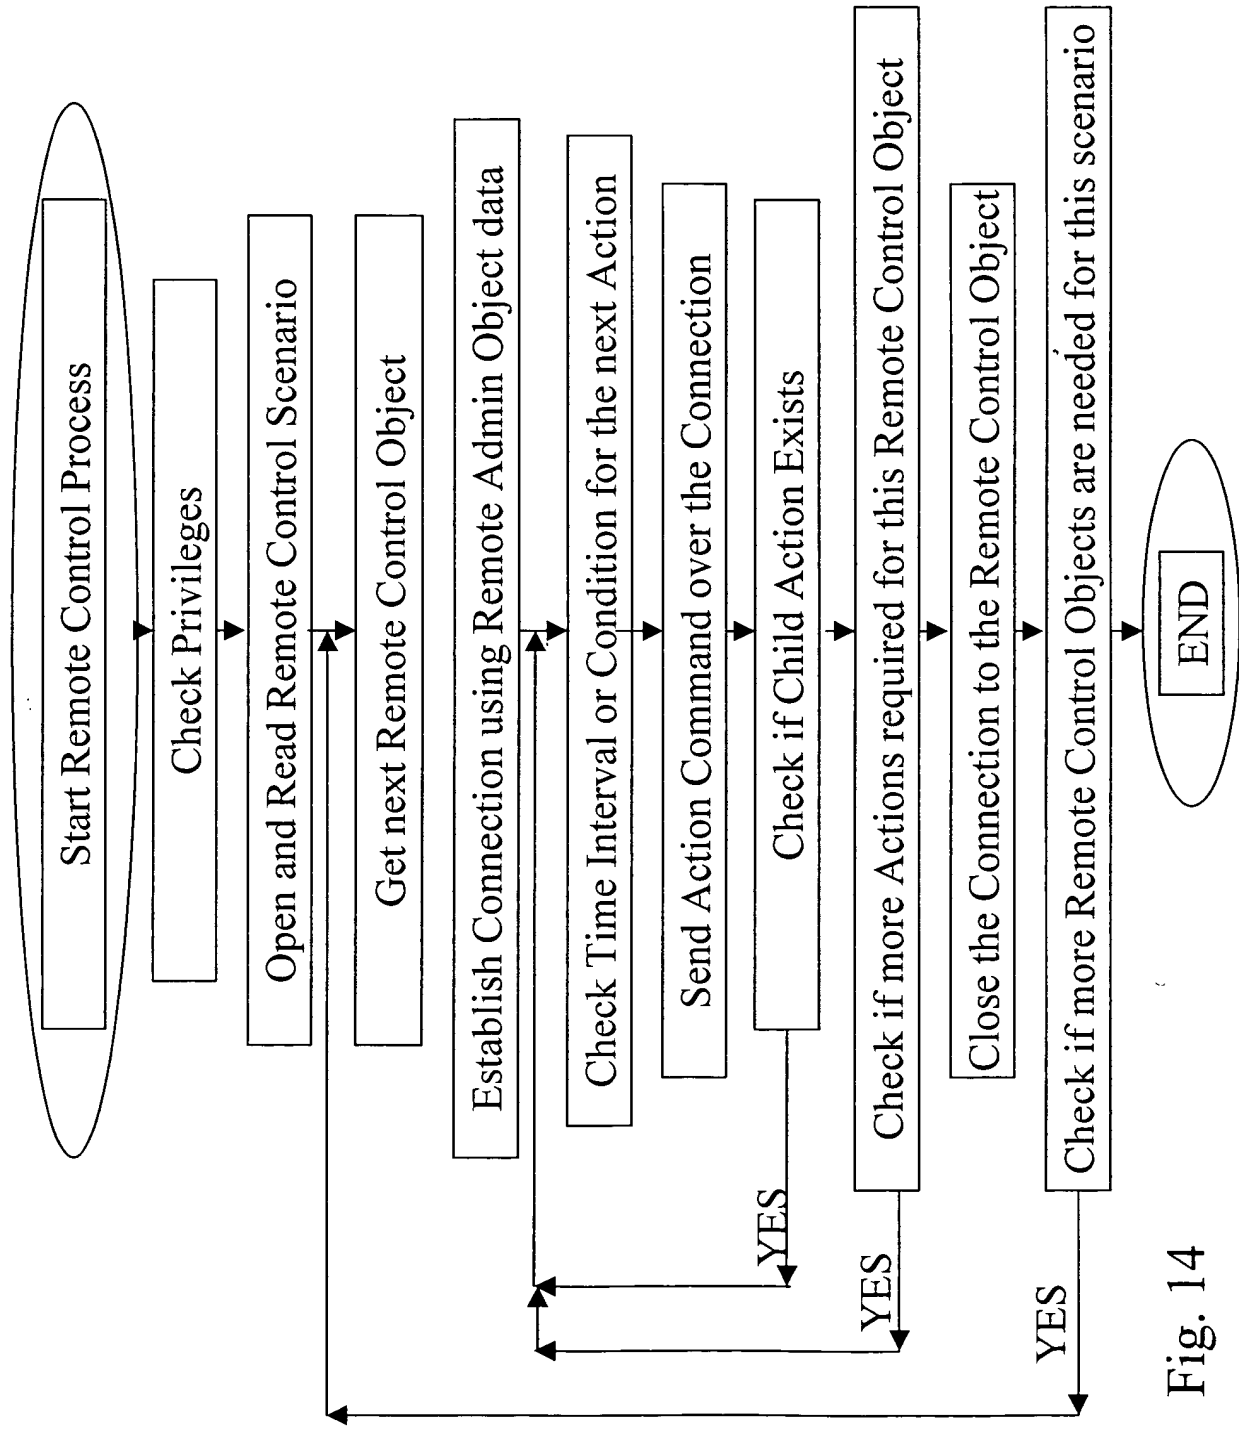 Start Remote Control Process
Check Privileges
Open and Read Remote Control Scenario
Get next Remote Control Object
Establish Connection using Remote Admin Object data
Check Time Interval or Condition for the next Action
Send Action Command over the Connection
Check if Child Action Exists
YES
Check if more Actions required for this Remote Control Object
YES
Close the Connection to the Remote Control Object
Check if more Remote Control Objects are needed for this scenario
YES
END
Fig. 14